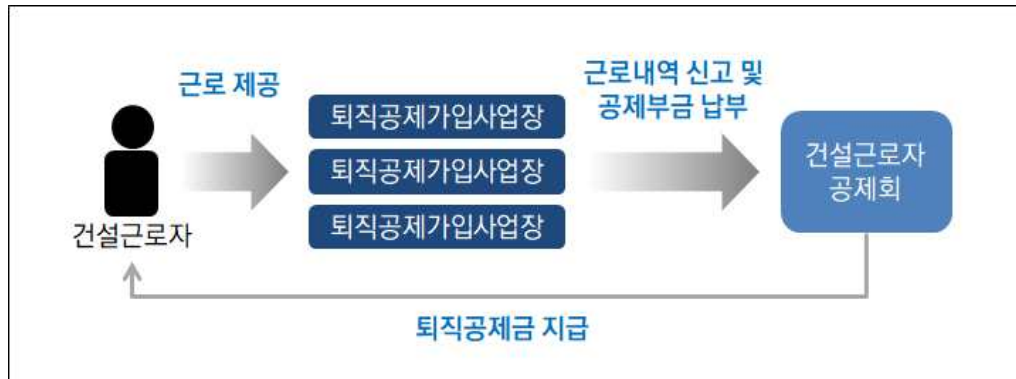 근로 제공
근로내역 신고 및
공제부금 납부
퇴직공제가입사업장
퇴직공제가입사업장
퇴직공제가입사업장
건설근로자
공제회
건설근로자
퇴직공제금 지급